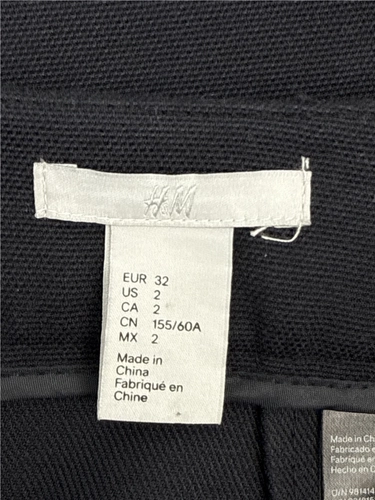 H&M
EUR 32
US 2
CA 2
CN 155/60A
MX 2
Made in
China
Fabriqué en
Chine
Made in
Fabricado e
Fabriqué en
Hecho en